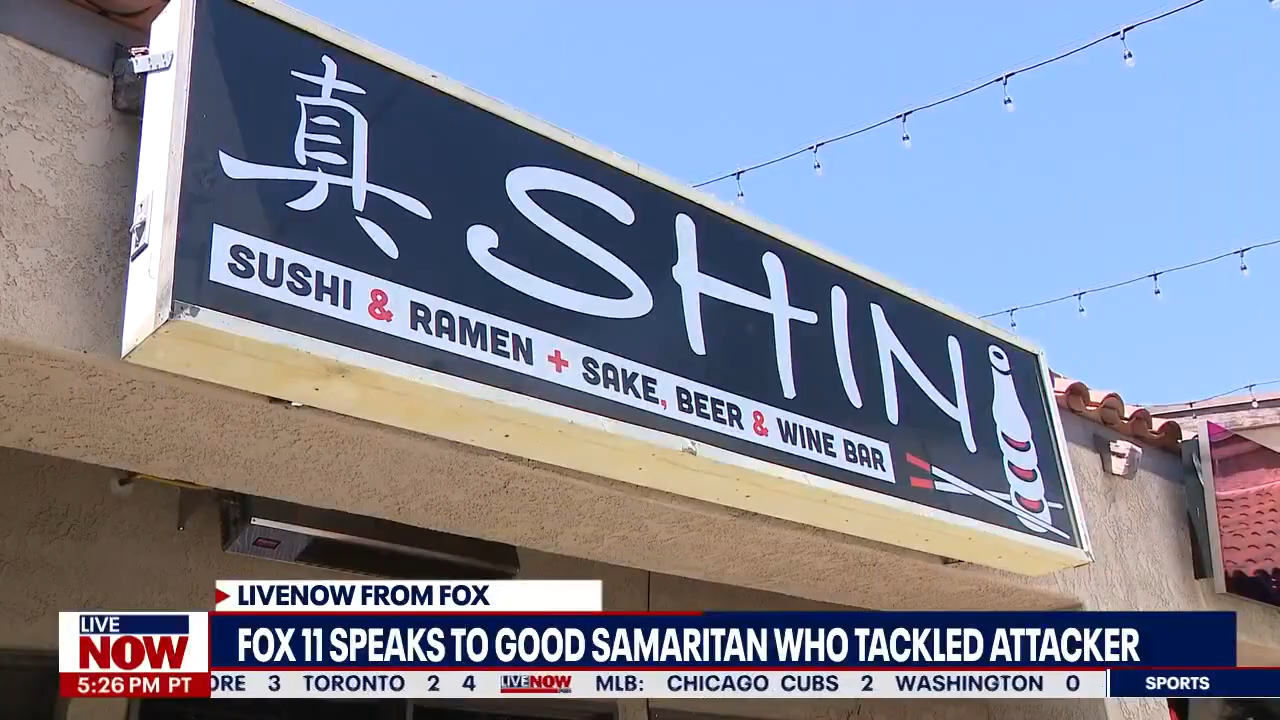 真 SHIN
SUSHI & RAMEN + SAKE, BEER & WINE BAR
LIVENOW FROM FOX
LIVE
NOW
FOX 11 SPEAKS TO GOOD SAMARITAN WHO TACKLED ATTACKER
5:26 PM PT
ORE 3 TORONTO 2 4 LIVENOW MLB: CHICAGO CUBS 2 WASHINGTON 0
SPORTS